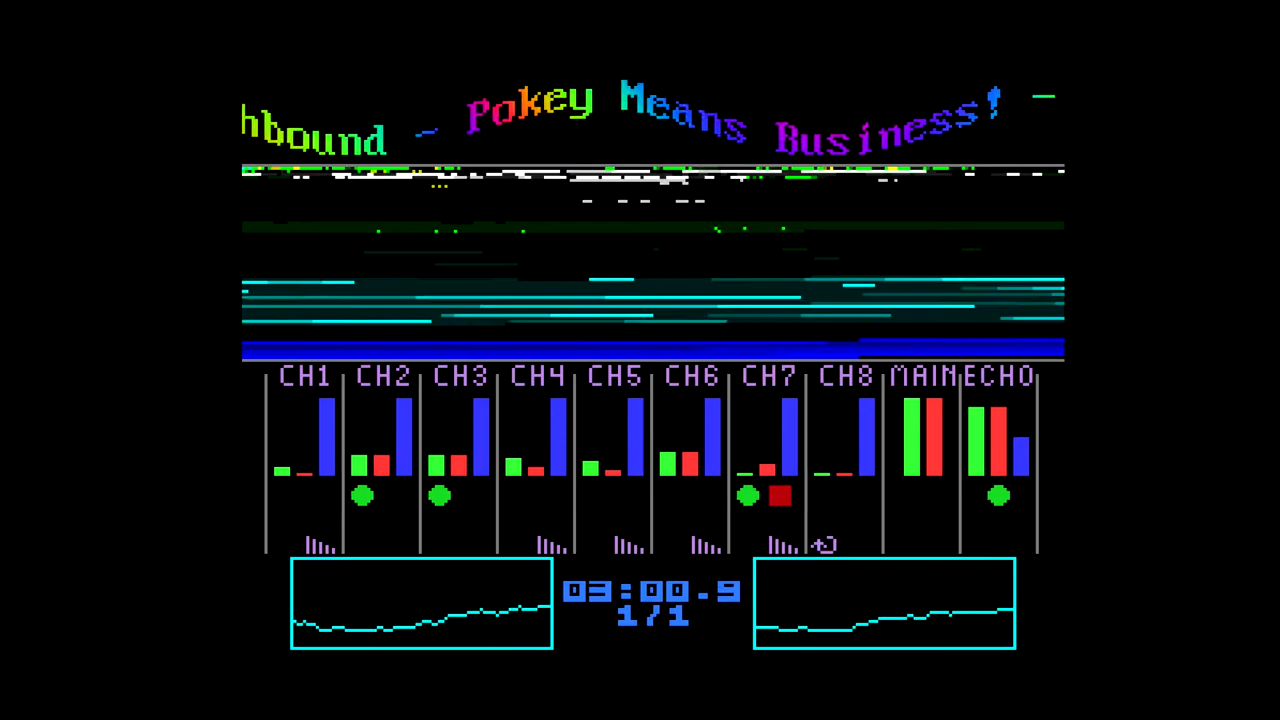 hbound - Pokey Means Business! -
CH1 CH2 CH3 CH4 CH5 CH6 CH7 CH8 MAIN ECHO
03:00.9
1/1